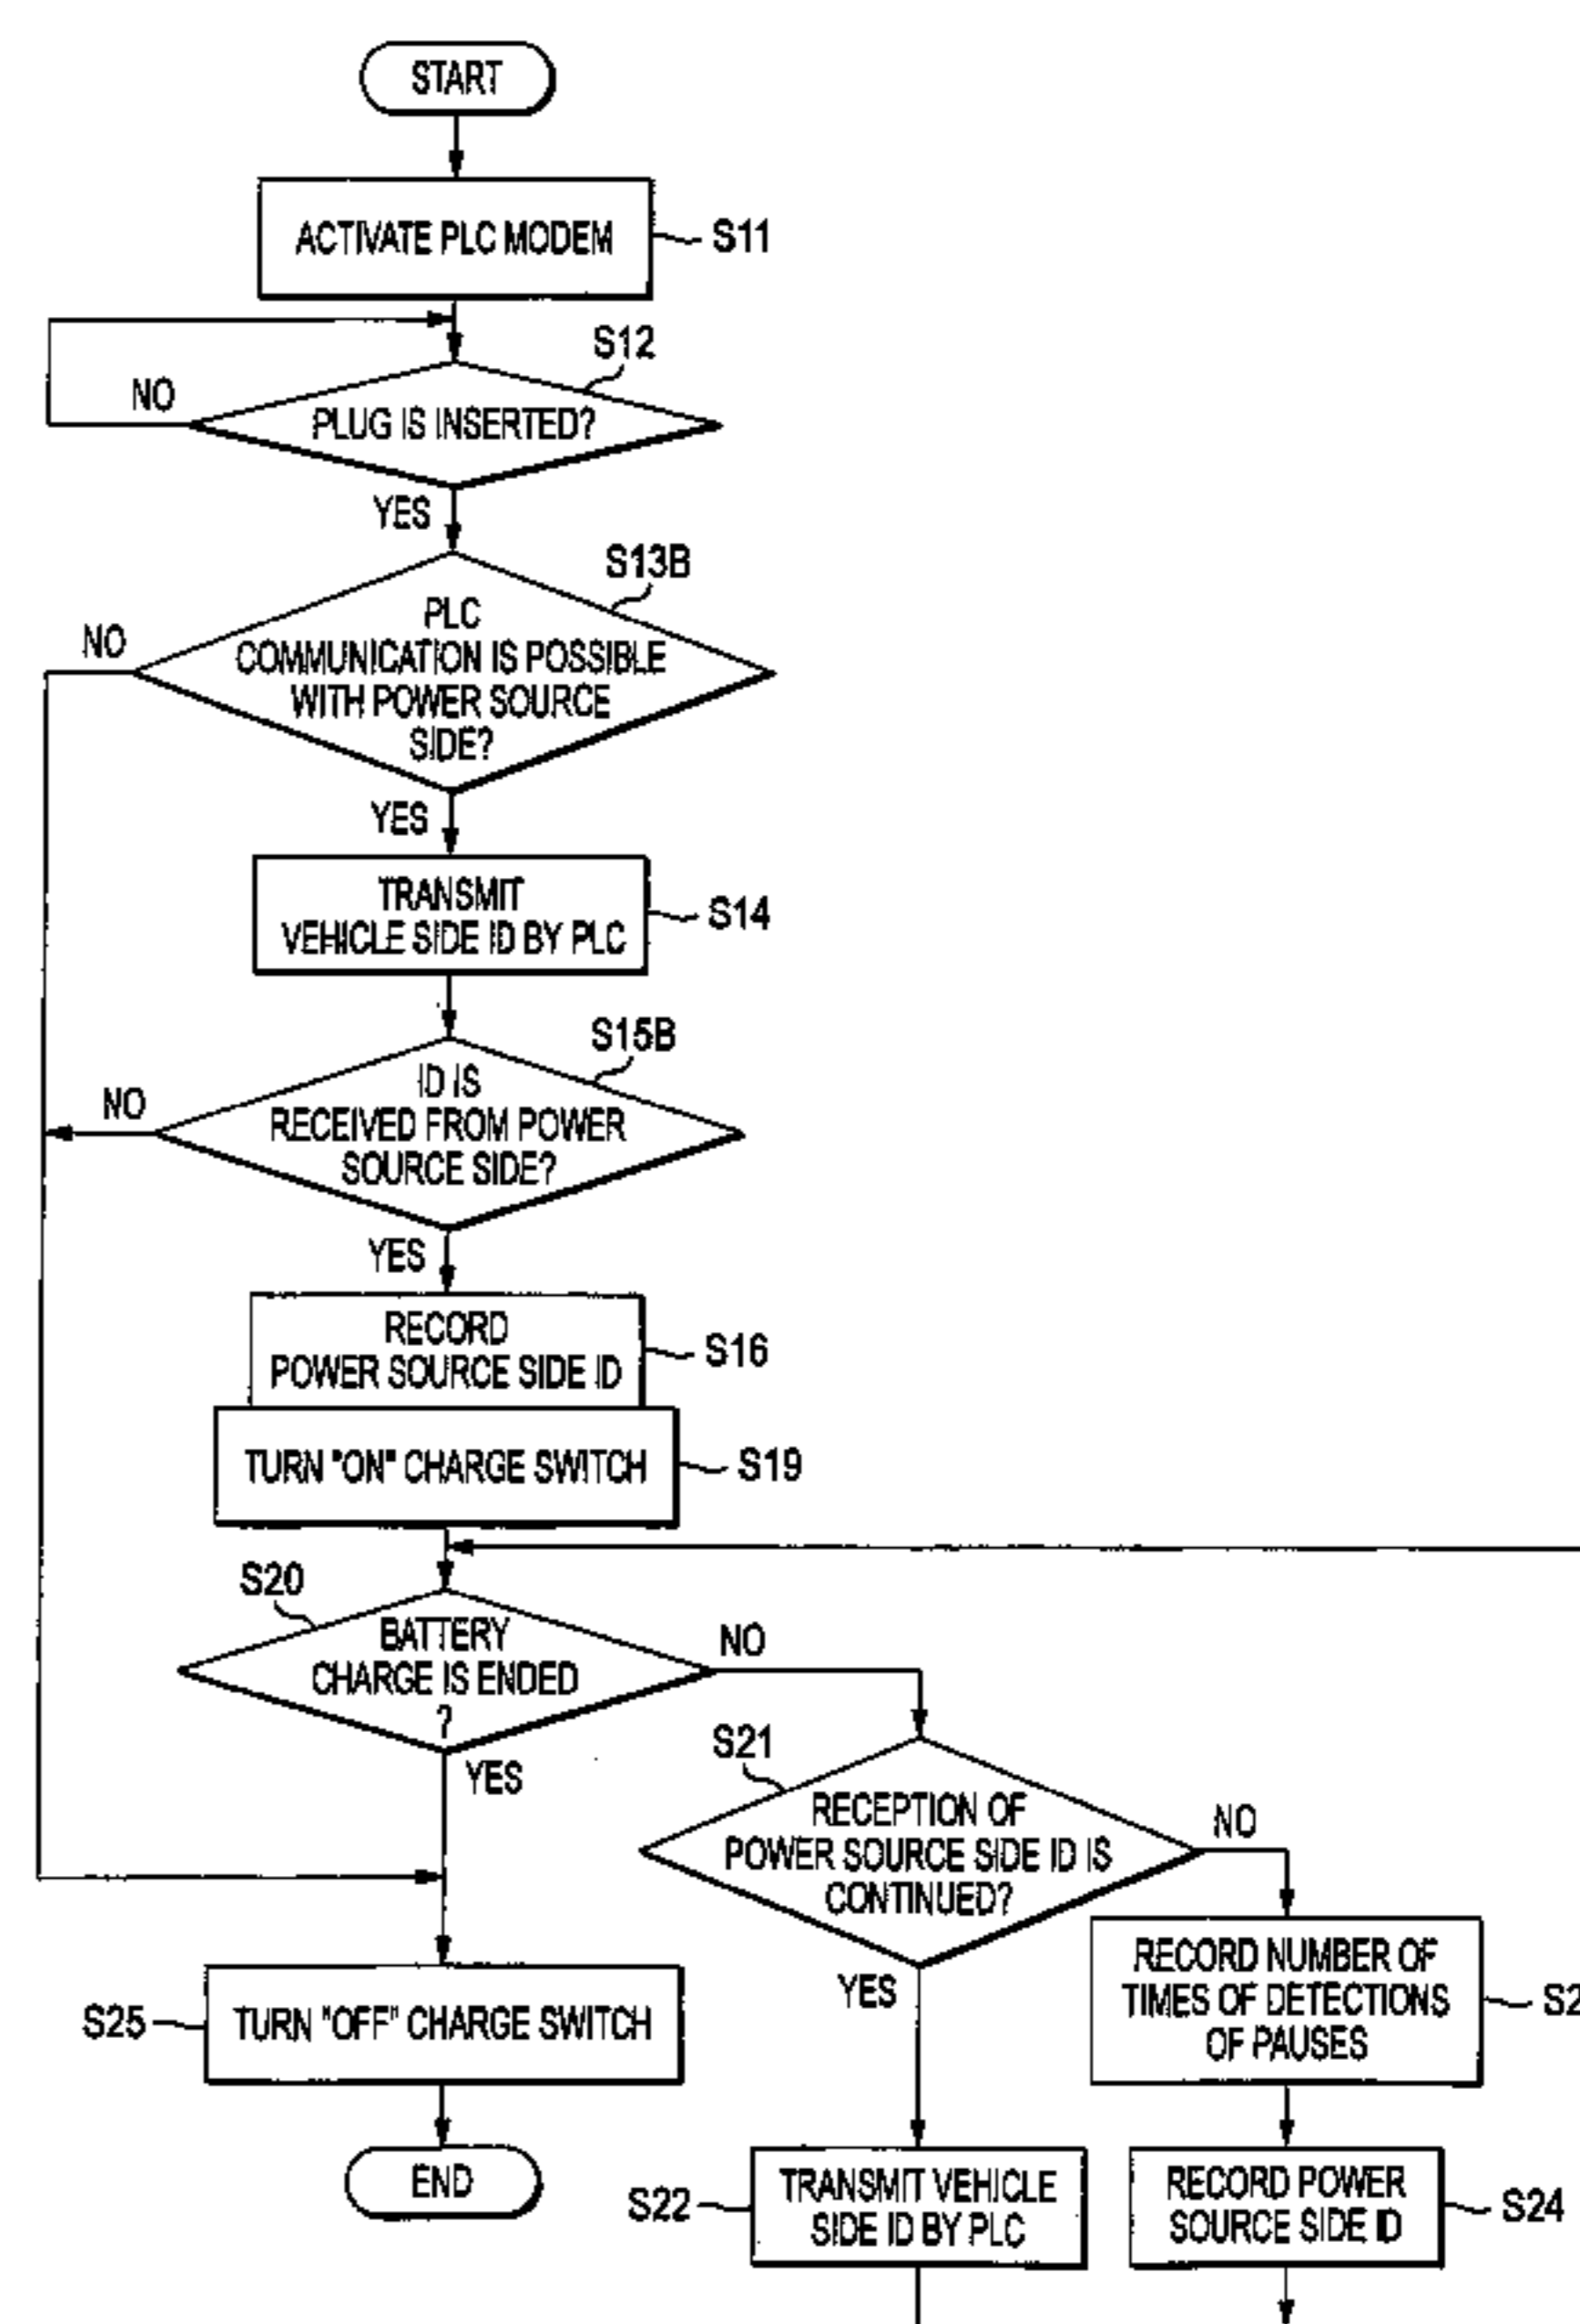 START
ACTIVATE PLC MODEM
S11
S12
NO
PLUG IS INSERTED?
YES
S13B
NO
PLC
COMMUNICATION IS POSSIBLE
WITH POWER SOURCE
SIDE?
YES
TRANSMIT
VEHICLE SIDE ID BY PLC
S14
S15B
NO
ID IS
RECEIVED FROM POWER
SOURCE SIDE?
YES
RECORD
POWER SOURCE SIDE ID
S16
TURN "ON" CHARGE SWITCH
S19
S20
BATTERY
CHARGE IS ENDED
?
NO
YES
S21
RECEPTION OF
POWER SOURCE SIDE ID IS
CONTINUED?
NO
YES
RECORD NUMBER OF
TIMES OF DETECTIONS
OF PAUSES
S25
TURN "OFF" CHARGE SWITCH
END
S22
TRANSMIT VEHICLE
SIDE ID BY PLC
RECORD POWER
SOURCE SIDE ID
S24